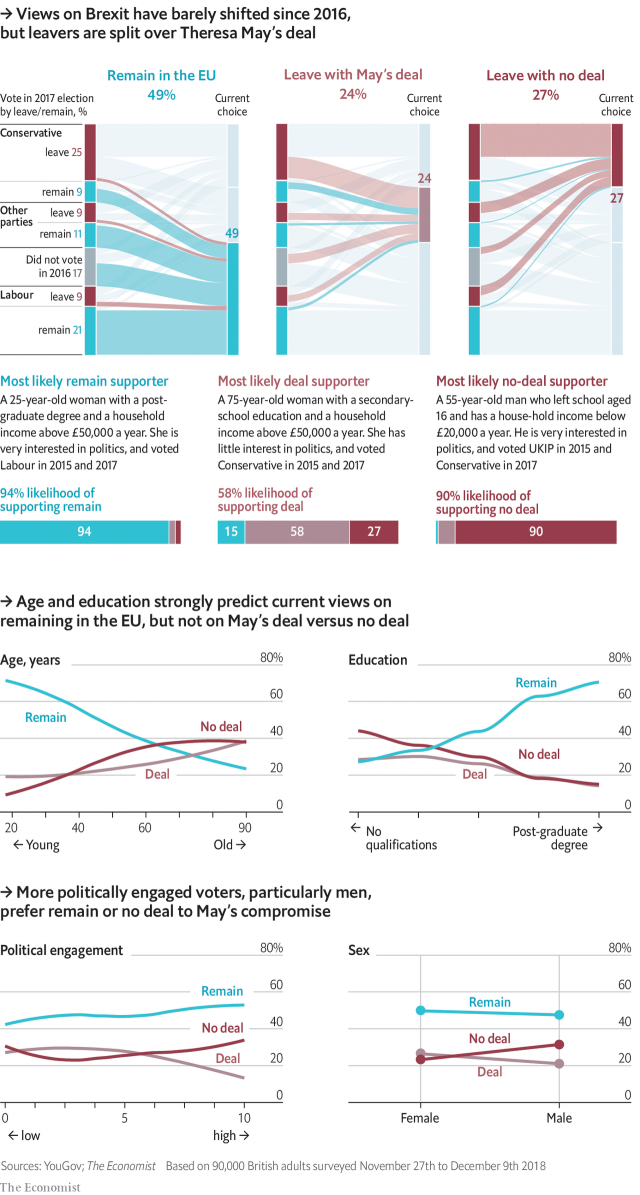 → Views on Brexit have barely shifted since 2016,
but leavers are split over Theresa May's deal
Remain in the EU
49%
Leave with May's deal
24%
Leave with no deal
27%
Vote in 2017 election
by leave/remain, %
Current
choice
Current
choice
Current
choice
Conservative
leave 25
remain 9
Other
parties
leave 9
remain 11
Did not vote
in 2016 17
Labour
leave 9
remain 21
49
24
27
Most likely remain supporter
A 25-year-old woman with a post-
graduate degree and a household
income above £50,000 a year. She is
very interested in politics, and voted
Labour in 2015 and 2017
94% likelihood of
supporting remain
94
Most likely deal supporter
A 75-year-old woman with a secondary-
school education and a household
income above £50,000 a year. She has
little interest in politics, and voted
Conservative in 2015 and 2017
58% likelihood of
supporting deal
15 58 27
Most likely no-deal supporter
A 55-year-old man who left school aged
16 and has a house-hold income below
£20,000 a year. He is very interested in
politics, and voted UKIP in 2015 and
Conservative in 2017
90% likelihood of
supporting no deal
90
→ Age and education strongly predict current views on
remaining in the EU, but not on May's deal versus no deal
Age, years
80%
60
40
20
0
Remain
No deal
Deal
20 40 60 90
← Young
Old →
Education
80%
60
40
20
0
Remain
No deal
Deal
← No
qualifications
Post-graduate →
degree
→ More politically engaged voters, particularly men,
prefer remain or no deal to May's compromise
Political engagement
80%
60
40
20
0
Remain
No deal
Deal
0 5 10
← low
high →
Sex
80%
60
40
20
0
Remain
No deal
Deal
Female
Male
Sources: YouGov; The Economist Based on 90,000 British adults surveyed November 27th to December 9th 2018
The Economist